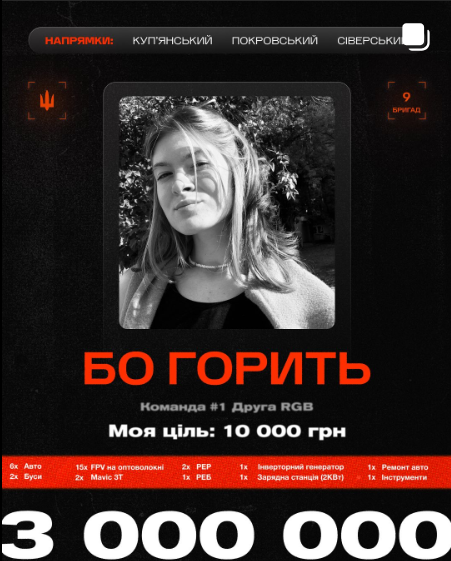 НАПРЯМКИ: КУП'ЯНСЬКИЙ ПОКРОВСЬКИЙ СІВЕРСЬКИЙ
9
БРИГАД
БО ГОРИТЬ
Команда #1 Друга RGB
Моя ціль: 10 000 грн
6х Авто 15х FPV на оптоволокні 2х РЕР 1х Інверторний генератор 1х Ремонт авто
2х Буси 2х Mavic 3T 1х РЕБ 1х Зарядна станція (2КВт) 1х Інструменти
3 000 000